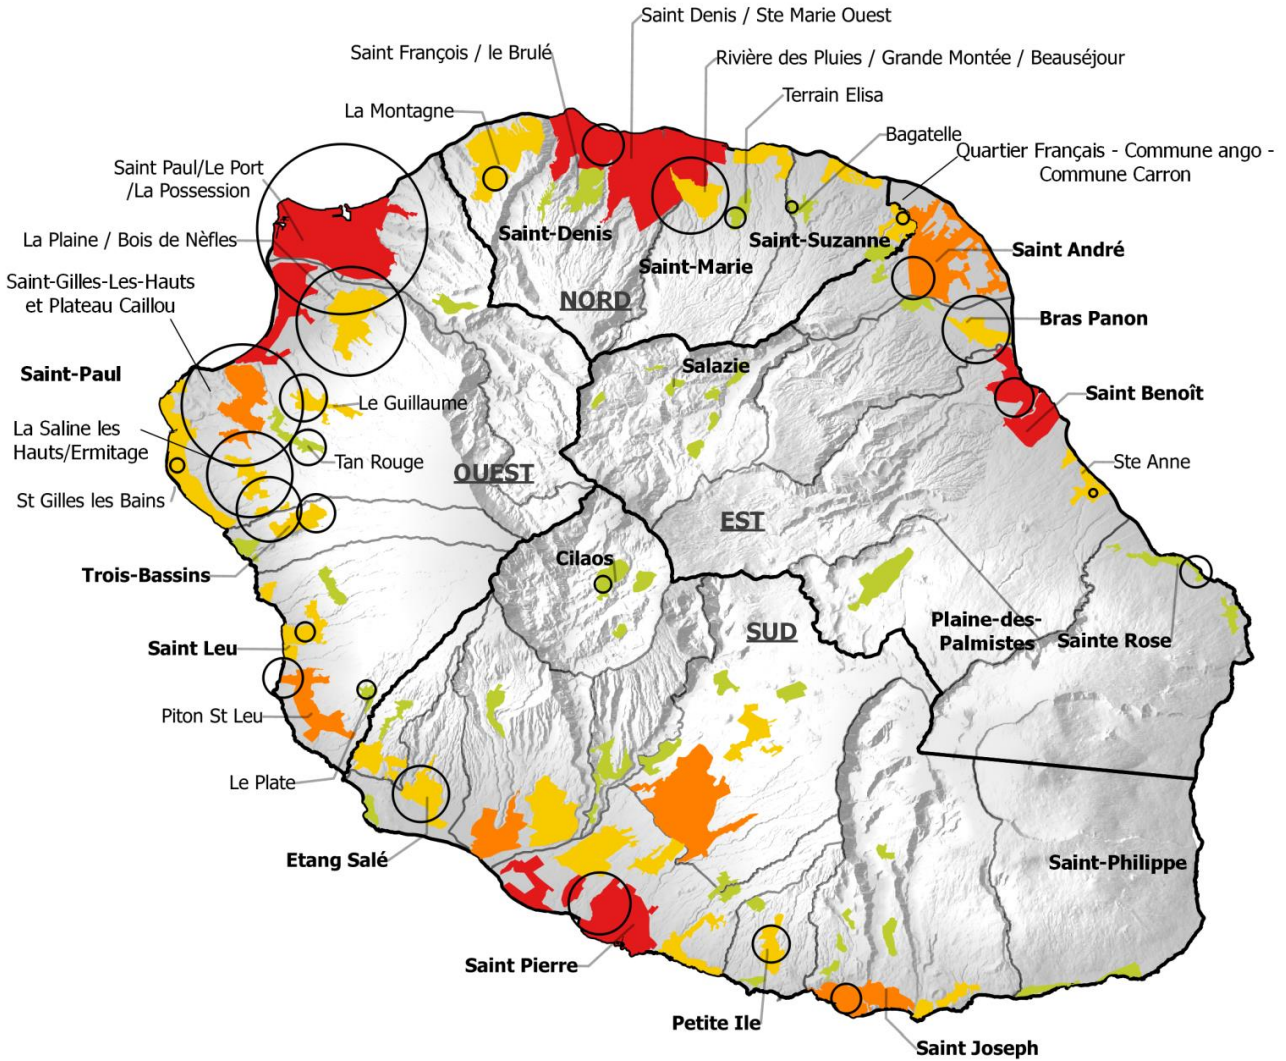 Saint Denis / Ste Marie Ouest
Saint François / le Brulé
Rivière des Pluies / Grande Montée / Beauséjour
Terrain Elisa
La Montagne
Bagatelle
Quartier Français - Commune ango -
Commune Carron
Saint Paul/Le Port
/La Possession
La Plaine / Bois de Nèfles
Saint-Denis
Saint-Suzanne
Saint-Marie
Saint André
Saint-Gilles-Les-Hauts
et Plateau Caillou
NORD
Bras Panon
Saint-Paul
Salazie
Saint Benoît
Le Guillaume
La Saline les
Hauts/Ermitage
Tan Rouge
OUEST
Ste Anne
St Gilles les Bains
EST
Cilaos
Trois-Bassins
Plaine-des-
Palmistes
SUD
Sainte Rose
Saint Leu
Piton St Leu
Le Plate
Etang Salé
Saint-Philippe
Saint Pierre
Petite Ile
Saint Joseph